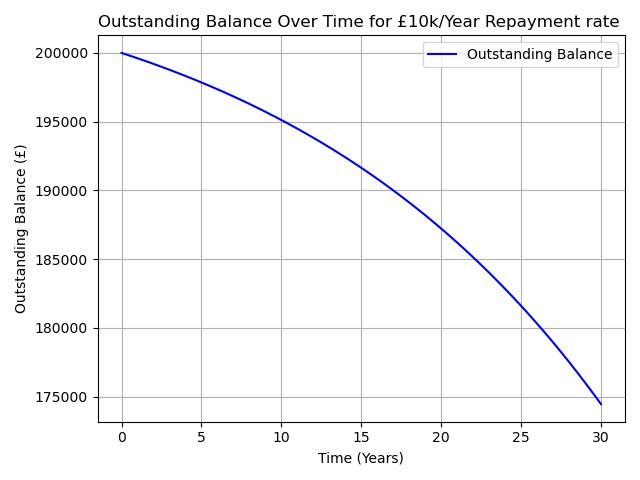 Outstanding Balance Over Time for £10k/Year Repayment rate
Outstanding Balance
200000
195000
190000
185000
180000
175000
Outstanding Balance (£)
0 5 10 15 20 25 30
Time (Years)